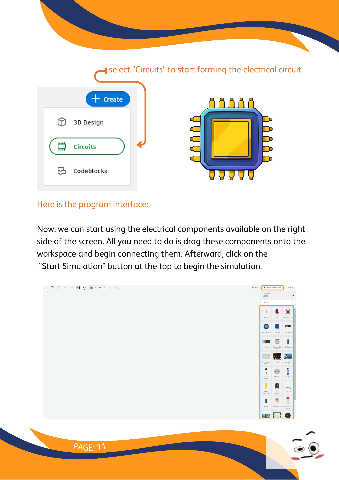 select "Circuits" to start forming the electrical circuit
Create
3D Design
Circuits
Codeblocks
Here is the program interface:
Now, we can start using the electrical components available on the right
side of the screen. All you need to do is drag these components onto the
workspace and begin connecting them. Afterward, click on the
"Start Simulation" button at the top to begin the simulation.
PAGE: